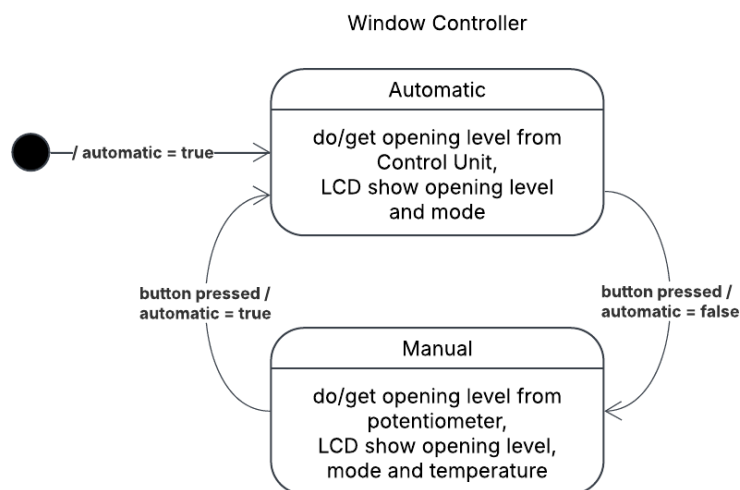 Window Controller
Automatic
/ automatic = true
do/get opening level from
Control Unit,
LCD show opening level
and mode
button pressed /
automatic = true
button pressed /
automatic = false
Manual
do/get opening level from
potentiometer,
LCD show opening level,
mode and temperature